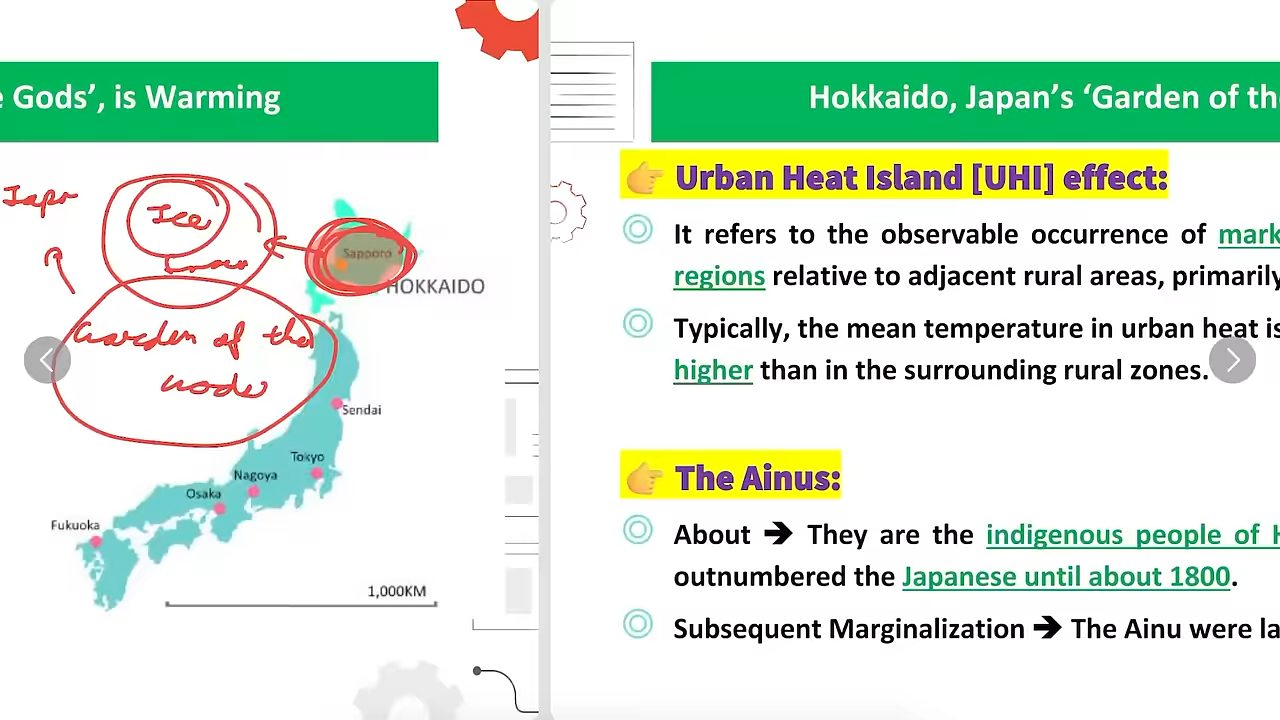 e Gods’, is Warming
Japn
Ice
Sapporo
HOKKAIDO
Garden of the
Gods
Sendai
Tokyo
Nagoya
Osaka
Fukuoka
1,000KM
Hokkaido, Japan’s ‘Garden of th
👉 Urban Heat Island [UHI] effect:
It refers to the observable occurrence of mark
regions relative to adjacent rural areas, primarily
Typically, the mean temperature in urban heat is
higher than in the surrounding rural zones.
👉 The Ainus:
About ➔ They are the indigenous people of H
outnumbered the Japanese until about 1800.
Subsequent Marginalization ➔ The Ainu were la